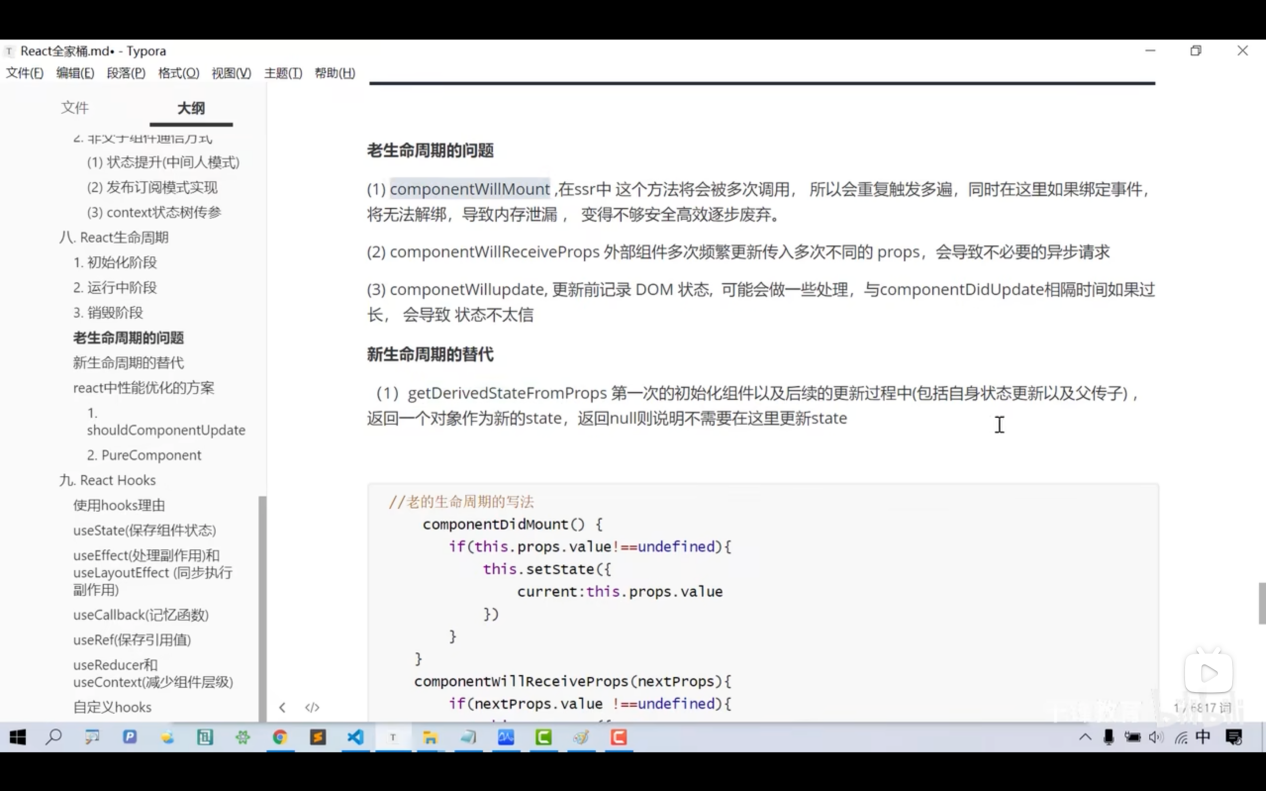 React全家桶.md• - Typora
文件(F) 编辑(E) 段落(P) 格式(O) 视图(V) 主题(T) 帮助(H)
文件 大纲
2. 非父子组件通信方式
(1) 状态提升(中间人模式)
(2) 发布订阅模式实现
(3) context状态树传参
八. React生命周期
1. 初始化阶段
2. 运行中阶段
3. 销毁阶段
老生命周期的问题
新生命周期的替代
react中性能优化的方案
1.
shouldComponentUpdate
2. PureComponent
九. React Hooks
使用hooks理由
useState(保存组件状态)
useEffect(处理副作用)和
useLayoutEffect (同步执行
副作用)
useCallback(记忆函数)
useRef(保存引用值)
useReducer和
useContext(减少组件层级)
自定义hooks
老生命周期的问题
(1) componentWillMount ,在ssr中 这个方法将会被多次调用， 所以会重复触发多遍，同时在这里如果绑定事件，
将无法解绑，导致内存泄漏 ， 变得不够安全高效逐步废弃。
(2) componentWillReceiveProps 外部组件多次频繁更新传入多次不同的 props，会导致不必要的异步请求
(3) componetWillupdate, 更新前记录 DOM 状态, 可能会做一些处理，与componentDidUpdate相隔时间如果过
长， 会导致 状态不太信
新生命周期的替代
（1）getDerivedStateFromProps 第一次的初始化组件以及后续的更新过程中(包括自身状态更新以及父传子) ，
返回一个对象作为新的state，返回null则说明不需要在这里更新state
//老的生命周期的写法
componentDidMount() {
if(this.props.value!==undefined){
this.setState({
current:this.props.value
})
}
}
componentWillReceiveProps(nextProps){
if(nextProps.value !==undefined){
1 / 6817 词
中